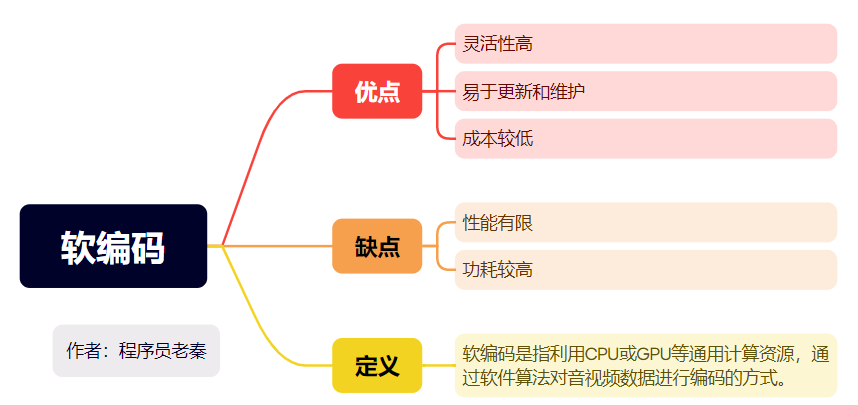 软编码
作者：程序员老秦
优点
灵活性高
易于更新和维护
成本较低
缺点
性能有限
功耗较高
定义
软编码是指利用CPU或GPU等通用计算资源，通
过软件算法对音视频数据进行编码的方式。